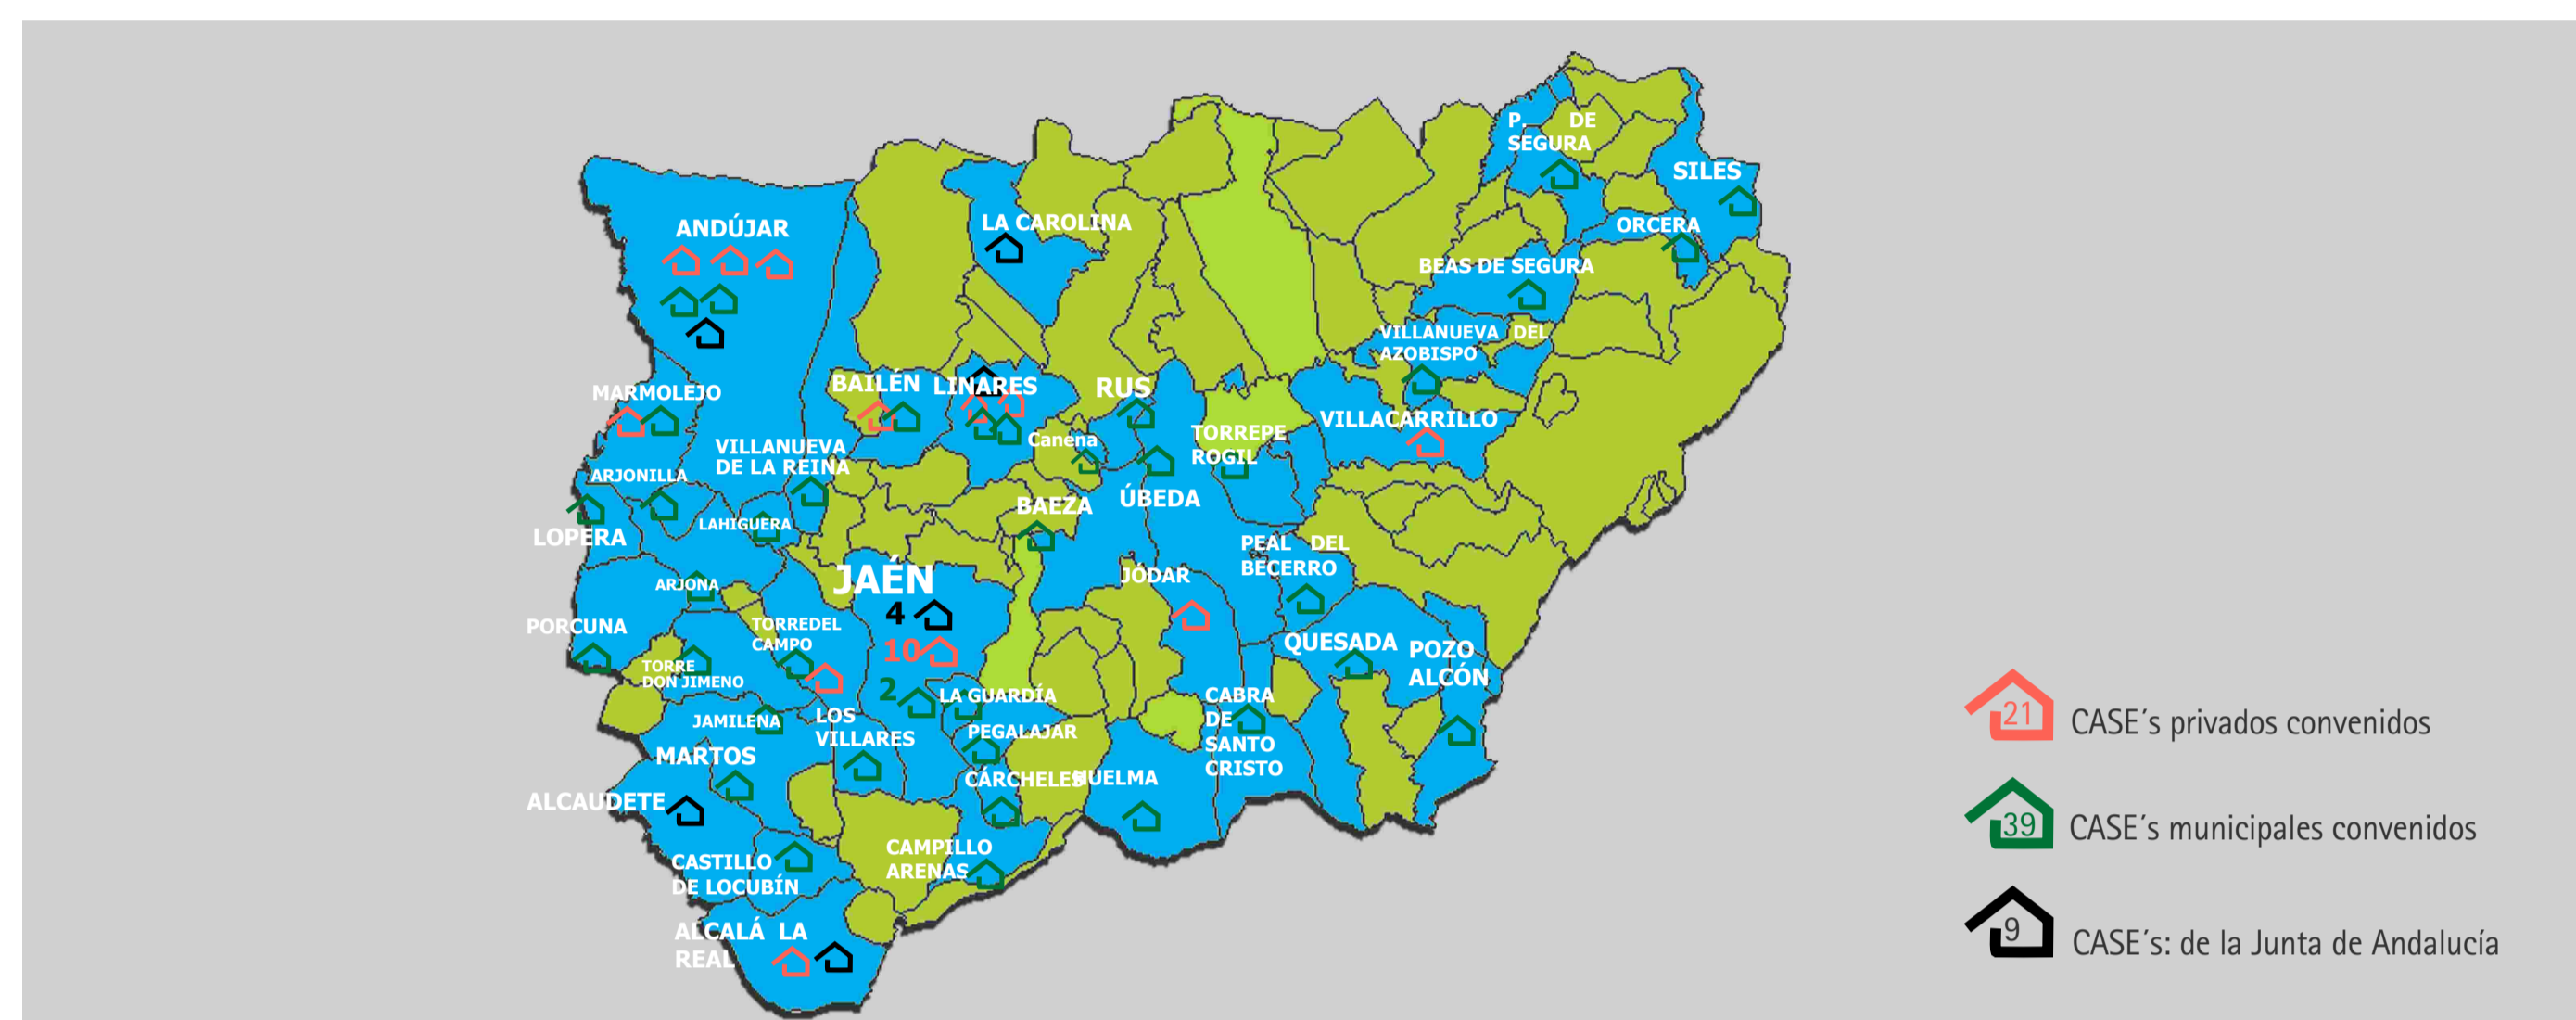 P. DE
SEGURA
SILES
ANDÚJAR
LA CAROLINA
ORCERA
BEAS DE SEGURA
VILLANUEVA DEL
AZOBISPO
MARMOLEJO
BAILÉN
LINARES
RUS
VILLACARRILLO
Canena
TORREPE
ROGIL
VILLANUEVA
DE LA REINA
ARJONILLA
LOPERA
LAHIGUERA
BAEZA
ÚBEDA
PEAL DEL
BECERRO
JAÉN
4
10
2
JÓDAR
ARJONA
PORCUNA
TORREDEL
CAMPO
TORRE
DON JIMENO
QUESADA
POZO
ALCÓN
LA GUARDÍA
CABRA
DE
SANTO
CRISTO
JAMILENA
LOS
VILLARES
PEGALAJAR
MARTOS
CÁRCHELES
HUELMA
ALCAUDETE
CASTILLO
DE LOCUBÍN
CAMPILLO
ARENAS
ALCALÁ LA
REAL
21 CASE´s privados convenidos
39 CASE´s municipales convenidos
9 CASE´s: de la Junta de Andalucía